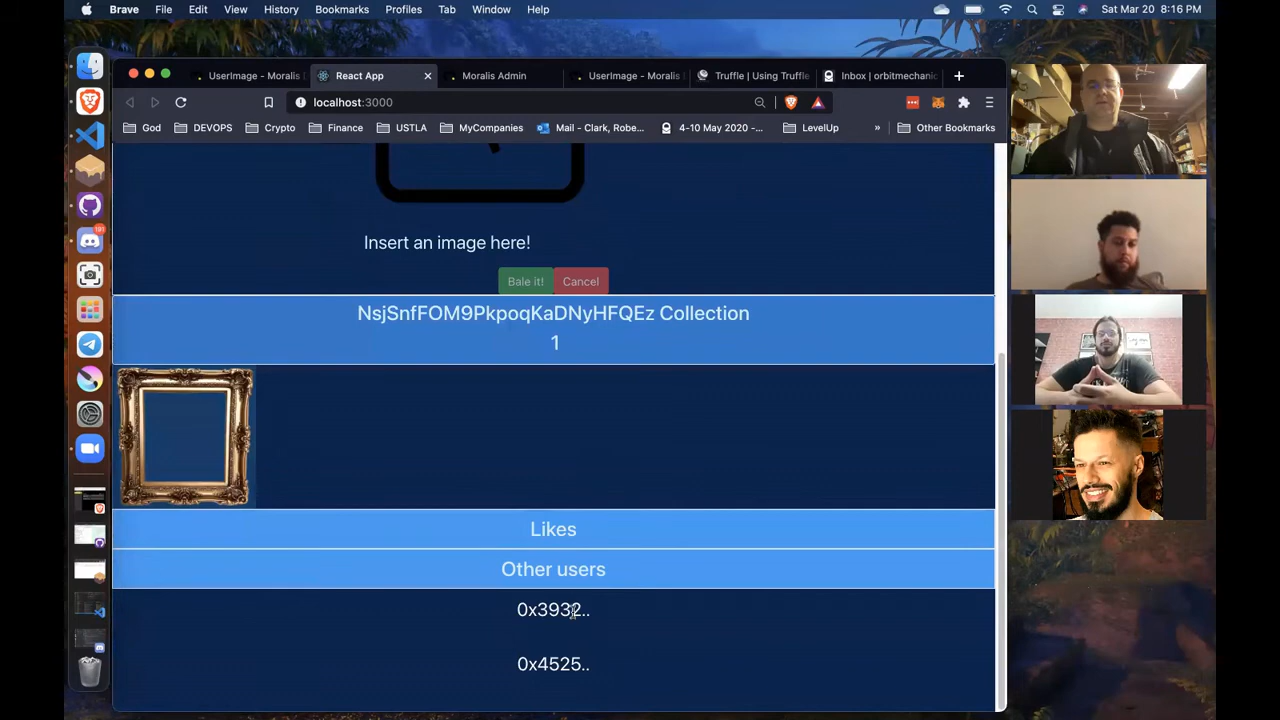 Brave File Edit View History Bookmarks Profiles Tab Window Help Sat Mar 20 8:16 PM
UserImage - Moralis React App Moralis Admin UserImage - Moralis Truffle | Using Truffle Inbox | orbitmechanic
localhost:3000
God DEVOPS Crypto Finance USTLA MyCompanies Mail - Clark, Robe... 4-10 May 2020 -... LevelUp » Other Bookmarks
Insert an image here!
Bale it! Cancel
NsjSnfFOM9PkpoqKaDNyHFQEz Collection
1
Likes
Other users
0x3932..
0x4525..
191